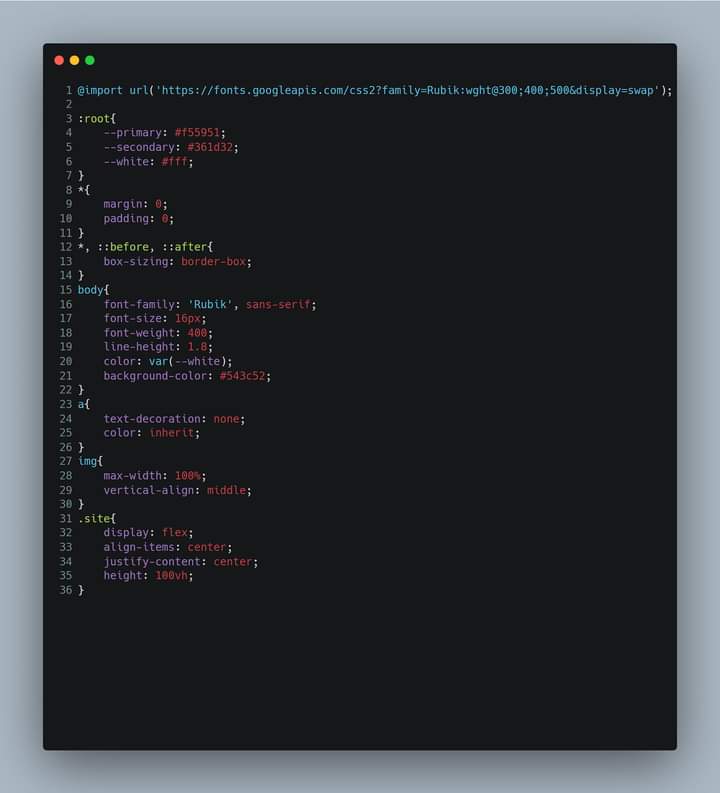 1 @import url('https://fonts.googleapis.com/css2?family=Rubik:wght@300;400;500&display=swap');
2
3 :root{
4     --primary: #f55951;
5     --secondary: #361d32;
6     --white: #fff;
7 }
8 *{
9     margin: 0;
10     padding: 0;
11 }
12 *, ::before, ::after{
13     box-sizing: border-box;
14 }
15 body{
16     font-family: 'Rubik', sans-serif;
17     font-size: 16px;
18     font-weight: 400;
19     line-height: 1.8;
20     color: var(--white);
21     background-color: #543c52;
22 }
23 a{
24     text-decoration: none;
25     color: inherit;
26 }
27 img{
28     max-width: 100%;
29     vertical-align: middle;
30 }
31 .site{
32     display: flex;
33     align-items: center;
34     justify-content: center;
35     height: 100vh;
36 }